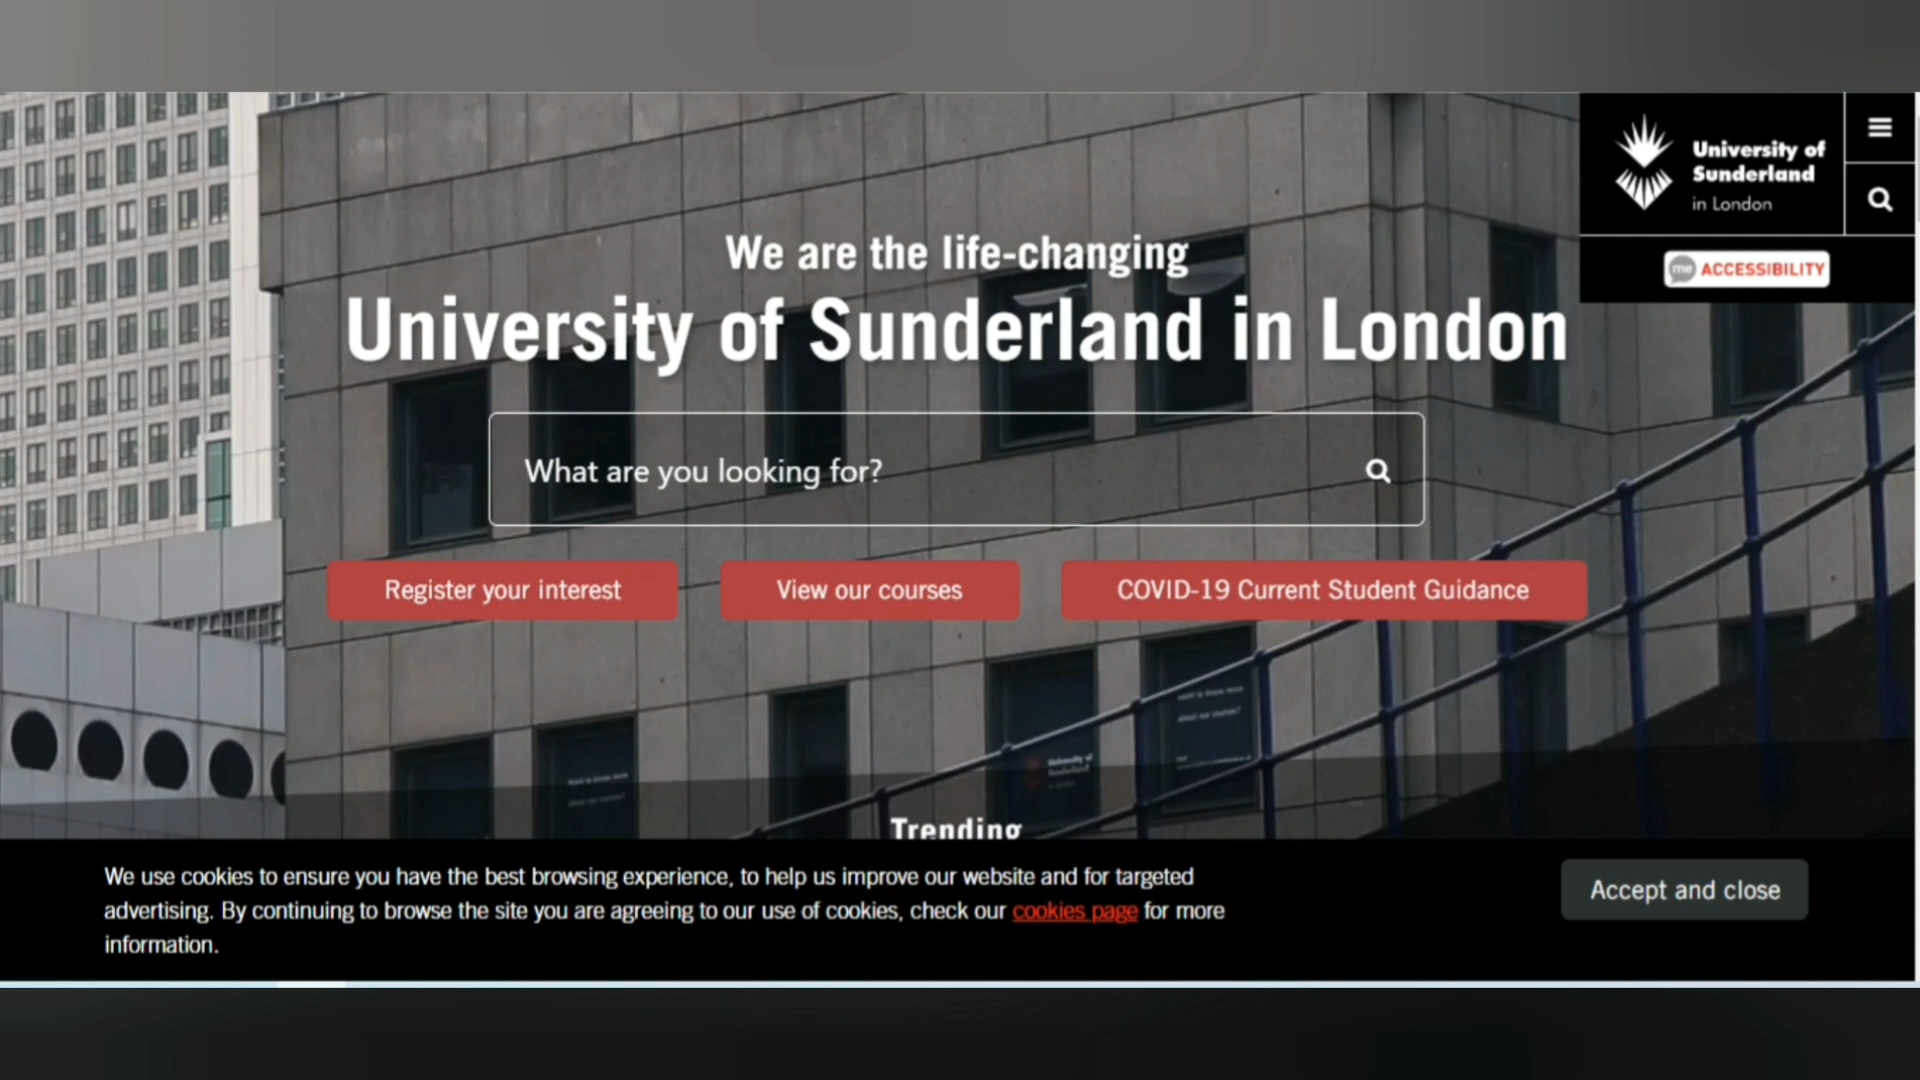 University of
Sunderland
in London
me ACCESSIBILITY
We are the life-changing
University of Sunderland in London
What are you looking for?
Register your interest
View our courses
COVID-19 Current Student Guidance
University of
Sunderland
Trending
We use cookies to ensure you have the best browsing experience, to help us improve our website and for targeted
advertising. By continuing to browse the site you are agreeing to our use of cookies, check our cookies page for more
information.
Accept and close